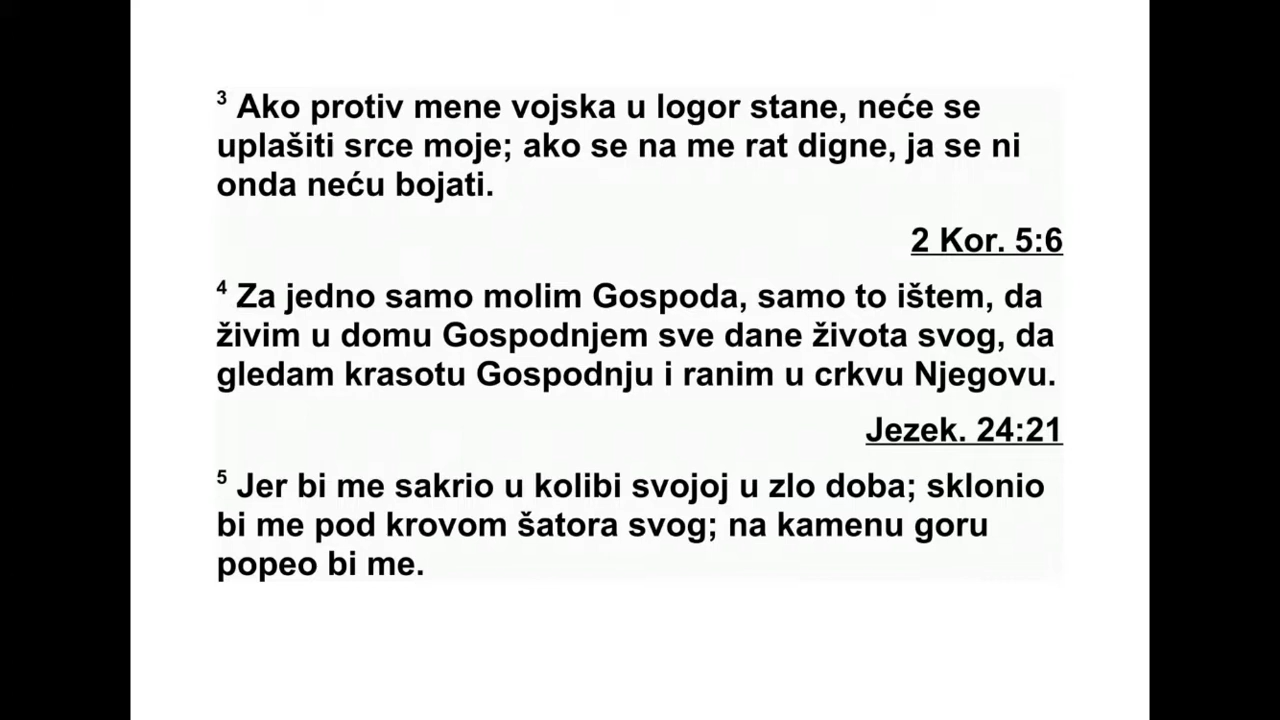 3 Ako protiv mene vojska u logor stane, neće se
uplašiti srce moje; ako se na me rat digne, ja se ni
onda neću bojati.
2 Kor. 5:6
4 Za jedno samo molim Gospoda, samo to ištem, da
živim u domu Gospodnjem sve dane života svog, da
gledam krasotu Gospodnju i ranim u crkvu Njegovu.
Jezek. 24:21
5 Jer bi me sakrio u kolibi svojoj u zlo doba; sklonio
bi me pod krovom šatora svog; na kamenu goru
popeo bi me.